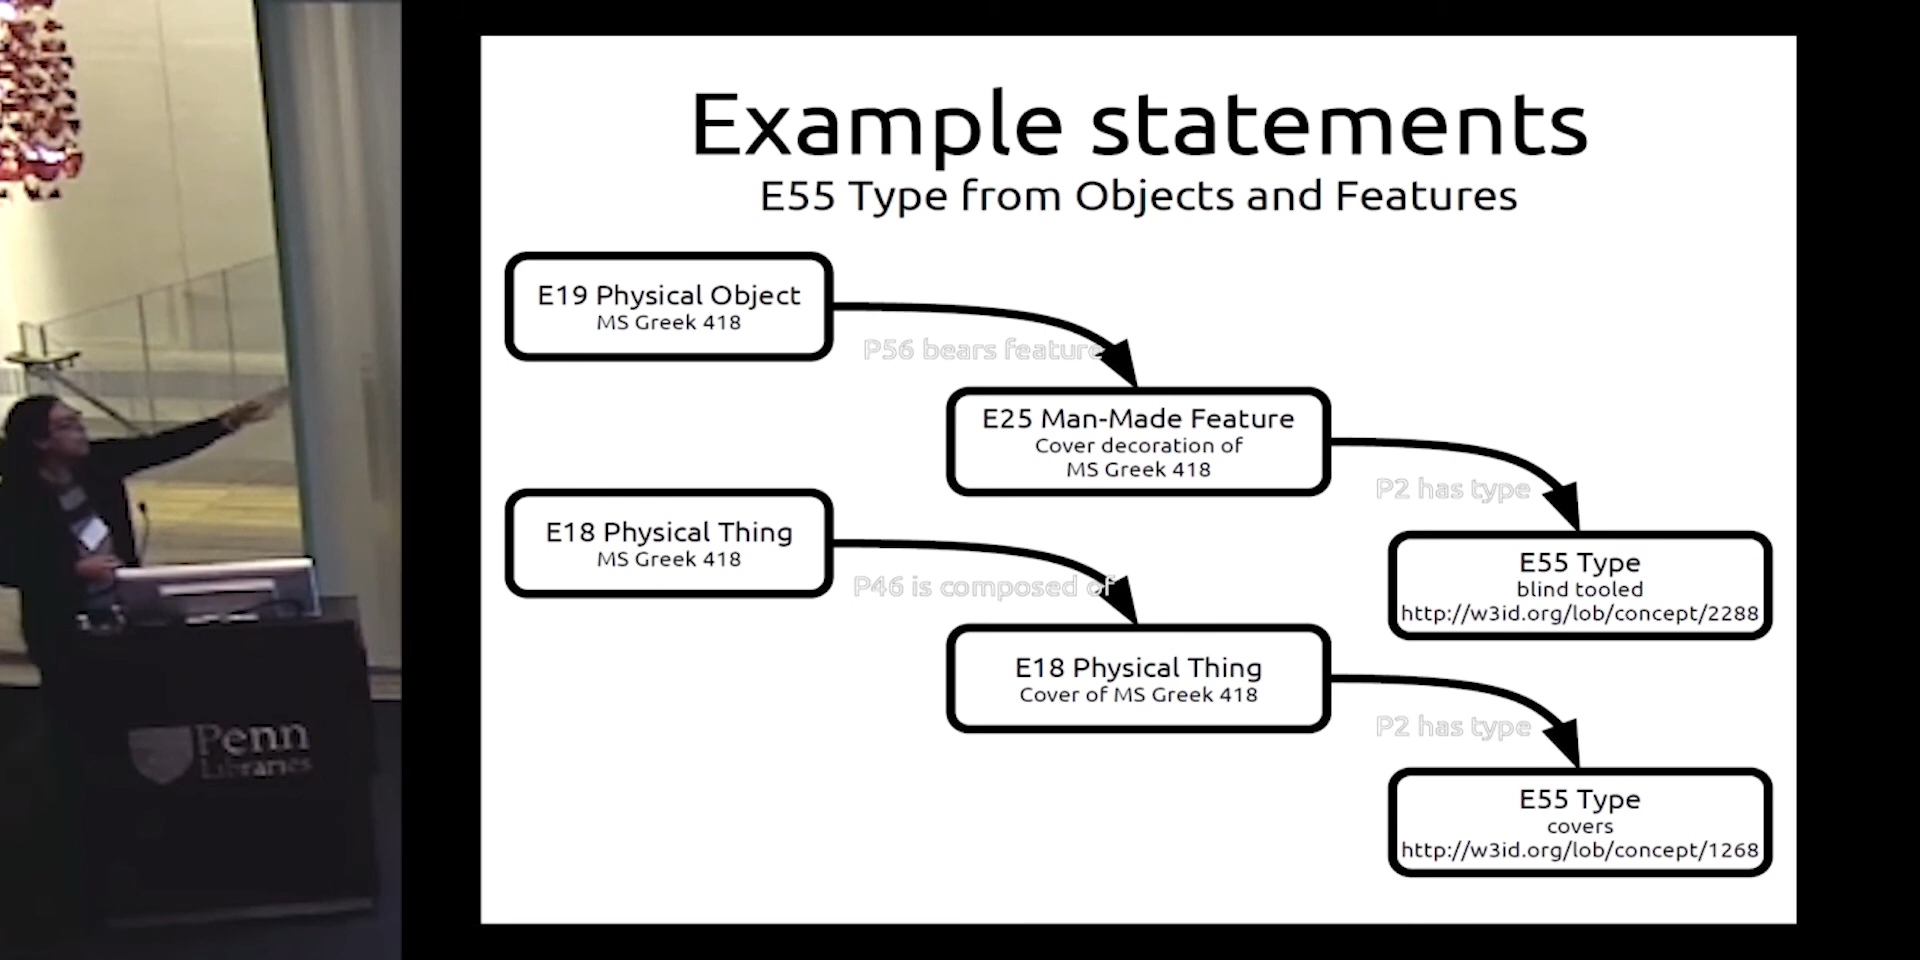 Example statements
E55 Type from Objects and Features
E19 Physical Object
MS Greek 418
P56 bears feature
E25 Man-Made Feature
Cover decoration of
MS Greek 418
P2 has type
E55 Type
blind tooled
http://w3id.org/lob/concept/2288
E18 Physical Thing
MS Greek 418
P46 is composed of
E18 Physical Thing
Cover of MS Greek 418
P2 has type
E55 Type
covers
http://w3id.org/lob/concept/1268
Penn
Libraries